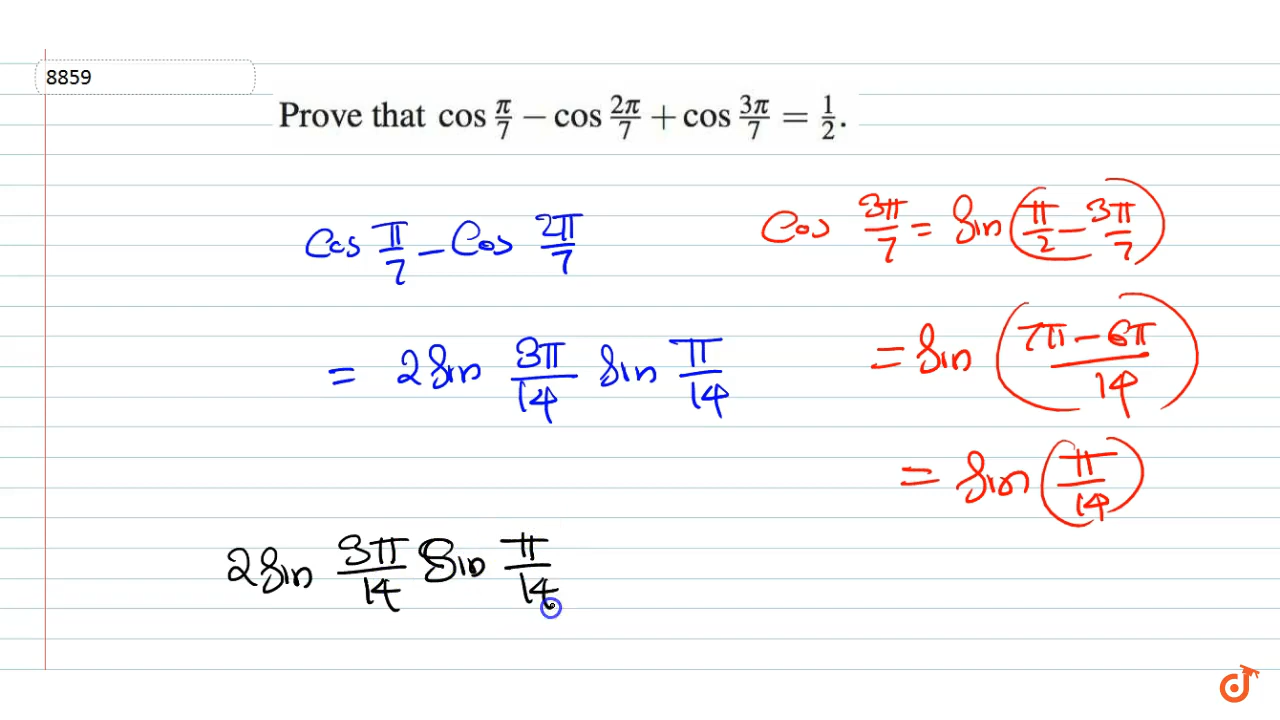 8859
Prove that cos π/7 − cos 2π/7 + cos 3π/7 = 1/2.
Cos π/7 − Cos 2π/7
= 2 Sin 3π/14 Sin π/14
Cos 3π/7 = Sin (π/2 − 3π/7)
= Sin ((7π − 6π)/14)
= Sin (π/14)
2 Sin 3π/14 Sin π/14